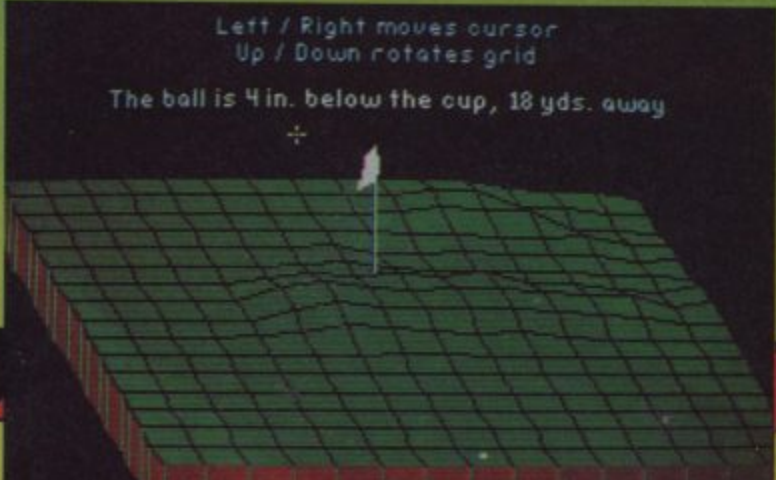 Left / Right moves cursor
Up / Down rotates grid
The ball is 4 in. below the cup, 18 yds. away